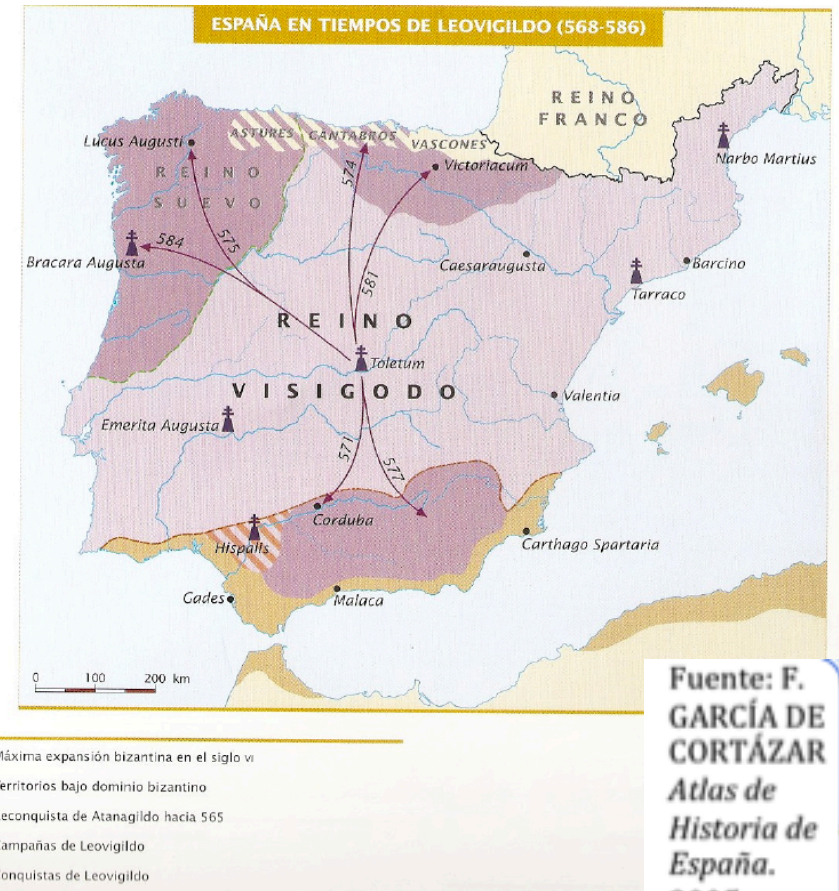 ESPAÑA EN TIEMPOS DE LEOVIGILDO (568-586)
REINO
FRANCO
ASTURES
CANTABROS
VASCONES
Lucus Augusti
Victoriacum
Narbo Martius
REINO
SUEVO
574
575
584
Bracara Augusta
Caesaraugusta
Barcino
581
Tarraco
REINO
Toletum
VISIGODO
Valentia
Emerita Augusta
571
577
Corduba
Hispalis
Carthago Spartaria
Gades
Malaca
0 100 200 km
Máxima expansión bizantina en el siglo VI
erritorios bajo dominio bizantino
econquista de Atanagildo hacia 565
ampañas de Leovigildo
onquistas de Leovigildo
Fuente: F.
GARCÍA DE
CORTÁZAR
Atlas de
Historia de
España.